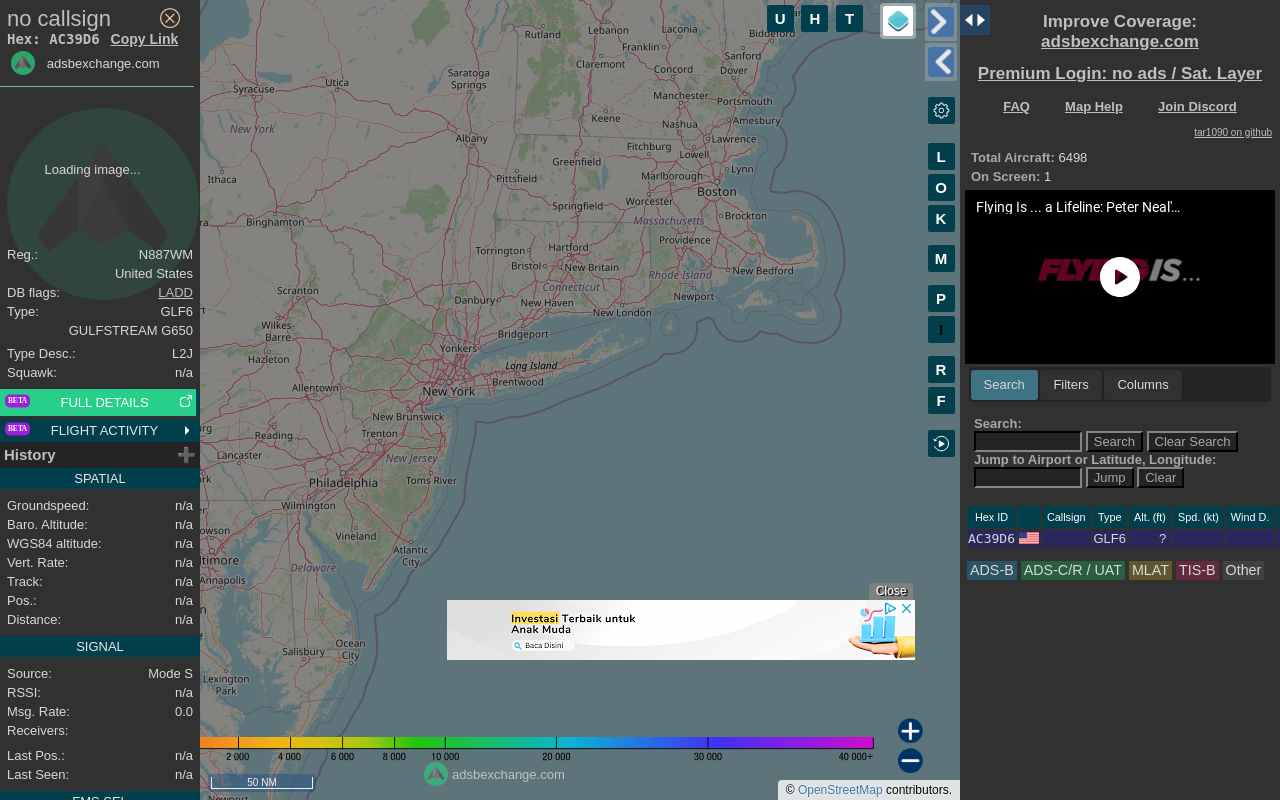 no callsign
Hex: AC39D6 Copy Link
adsbexchange.com
Loading image...
Reg.: N887WM
United States
DB flags: LADD
Type: GLF6
GULFSTREAM G650
Type Desc.: L2J
Squawk: n/a
BETA FULL DETAILS
BETA FLIGHT ACTIVITY
History
SPATIAL
Groundspeed: n/a
Baro. Altitude: n/a
WGS84 altitude: n/a
Vert. Rate: n/a
Track: n/a
Pos.: n/a
Distance: n/a
SIGNAL
Source: Mode S
RSSI: n/a
Msg. Rate: 0.0
Receivers:
Last Pos.: n/a
Last Seen: n/a
FMS SEL
U H T
L
O
K
M
P
I
R
F
Rutland
Lebanon
Laconia
Biddeford
Franklin
Claremont
Sanford
Concord
Dover
Utica
Saratoga
Springs
Syracuse
Manchester
Portsmouth
Keene
Nashua
Amesbury
New York
Albany
Lawrence
Fitchburg
Lowell
Greenfield
Lynn
Ithaca
Pittsfield
Marlborough
Boston
Worcester
Springfield
Brockton
Binghamton
Massachusetts
Providence
Torrington
Hartford
Bristol
New Britain
New Bedford
Rhode Island
Connecticut
Scranton
Danbury
New Haven
Newport
New London
Wilkes-
Barre
Bridgeport
Yonkers
Hazleton
Long Island
Brentwood
Allentown
New York
New Brunswick
Reading
Trenton
Lancaster
New Jersey
Philadelphia
Toms River
Wilmington
Vineland
Atlantic
City
Annapolis
Delaware
Ocean
City
Salisbury
Lexington
Park
Newport
Close
Investasi Terbaik untuk
Anak Muda
Baca Disini
2 000 4 000 6 000 8 000 10 000 20 000 30 000 40 000+
adsbexchange.com
50 NM
© OpenStreetMap contributors.
Improve Coverage:
adsbexchange.com
Premium Login: no ads / Sat. Layer
FAQ Map Help Join Discord
tar1090 on github
Total Aircraft: 6498
On Screen: 1
Flying Is ... a Lifeline: Peter Neal'...
FLYING IS...
Search Filters Columns
Search:
Search Clear Search
Jump to Airport or Latitude, Longitude:
Jump Clear
Hex ID Callsign Type Alt. (ft) Spd. (kt) Wind D.
AC39D6 GLF6 ?
ADS-B ADS-C/R / UAT MLAT TIS-B Other